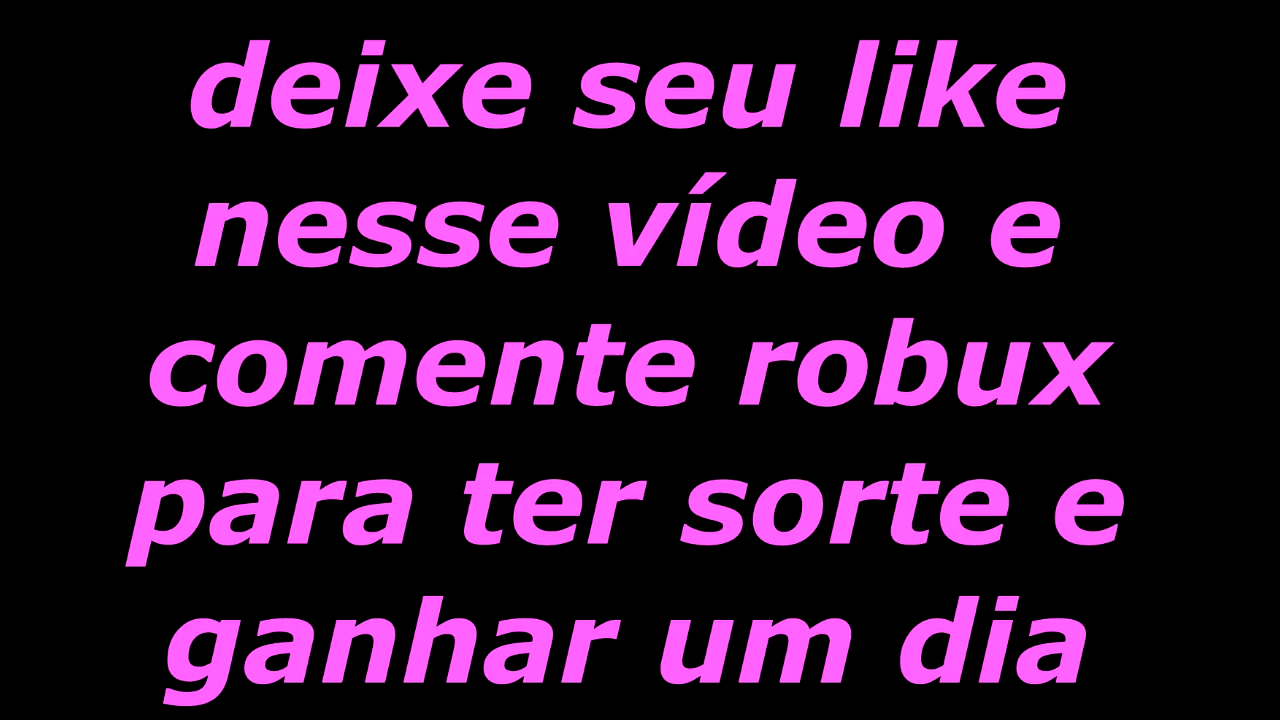 deixe seu like
nesse vídeo e
comente robux
para ter sorte e
ganhar um dia